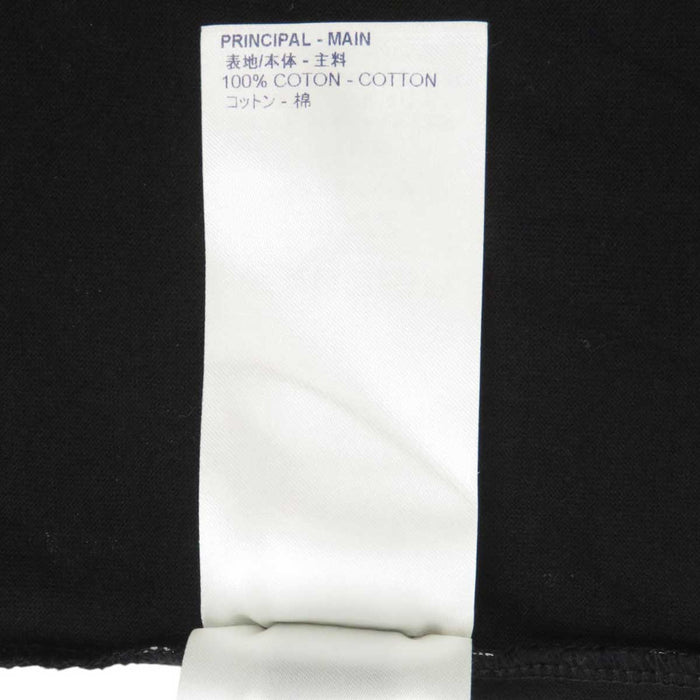 PRINCIPAL - MAIN
表地/本体 - 主料
100% COTON - COTTON
コットン - 棉